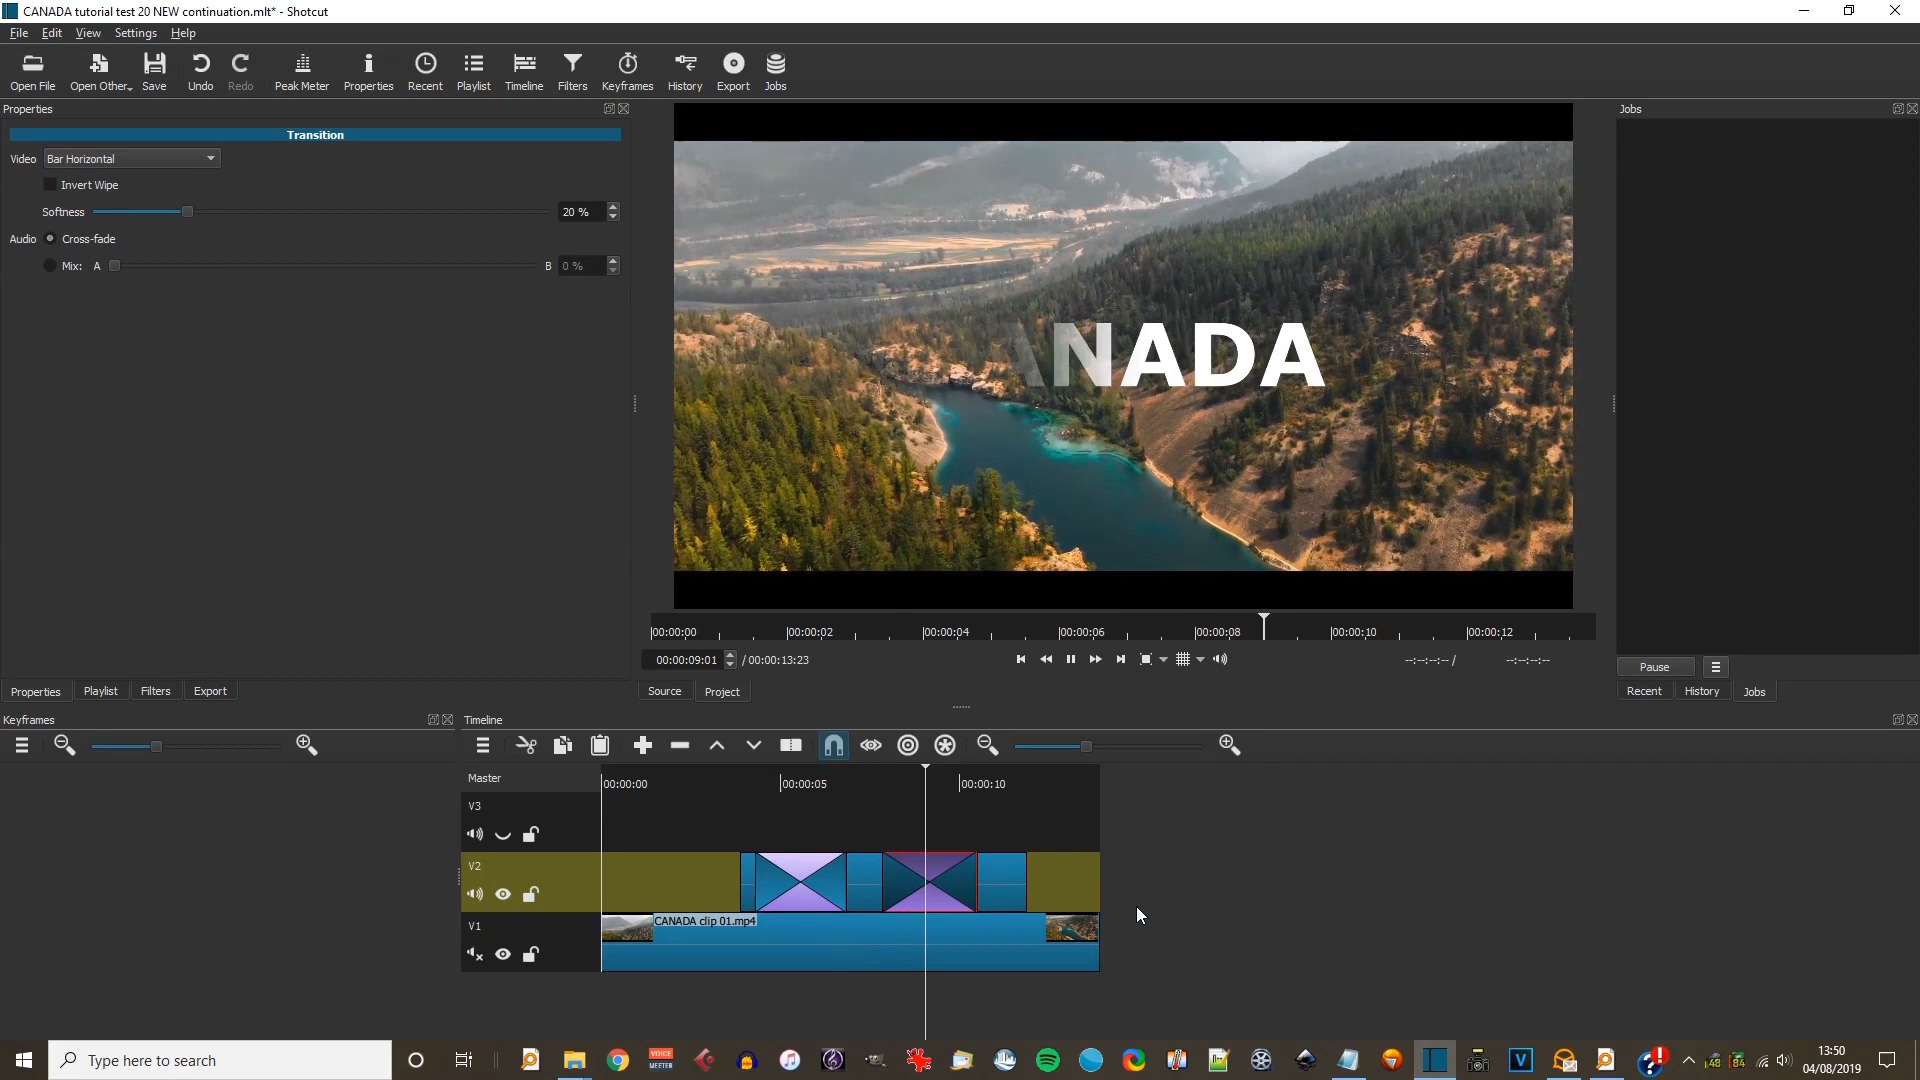 CANADA tutorial test 20 NEW continuation.mlt* - Shotcut
File Edit View Settings Help
Open File Open Other Save Undo Redo Peak Meter Properties Recent Playlist Timeline Filters Keyframes History Export Jobs
Properties
Transition
Video Bar Horizontal
Invert Wipe
Softness 20 %
Audio Cross-fade
Mix: A B 0 %
Properties Playlist Filters Export
ANADA
00:00:00 00:00:02 00:00:04 00:00:06 00:00:08 00:00:10 00:00:12
00:00:09:01 / 00:00:13:23 --:--:--:-- / --:--:--:--
Source Project
Jobs
Pause
Recent History Jobs
Keyframes
Timeline
Master
00:00:00 00:00:05 00:00:10
V3
V2
V1
CANADA clip 01.mp4
Type here to search
VOICE
MEETER
V
48
84
13:50
04/08/2019